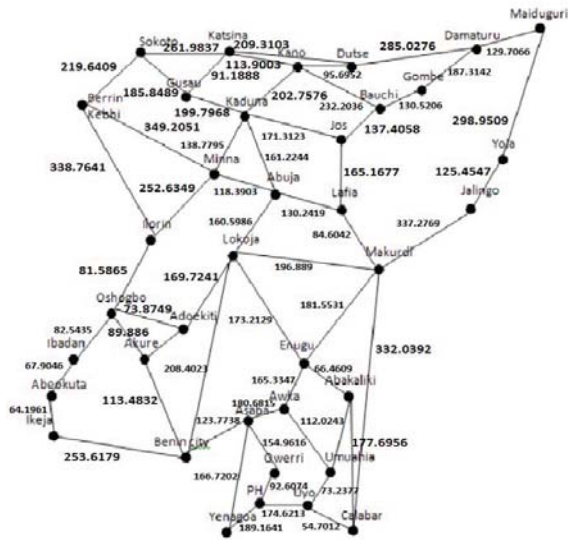 Maiduguri
Katsina
Damaturu
Sokoto
209.3103
261.9837
Kano
Dutse
285.0276
129.7066
113.9003
Gombe
187.3142
219.6409
Gusau
91.1888
95.6952
Bauchi
185.8489
202.7576
232.2036
130.5206
Berrin
Kebhi
199.7968
Kaduna
349.2051
171.3123
Jos
137.4058
298.9509
138.7795
161.2244
Yola
Minna
165.1677
125.4547
338.7641
118.3903
Abuja
252.6349
Lafia
Jalingo
130.2419
160.5986
337.2769
Ilorin
84.6042
Lokoja
Makurdi
196.889
81.5865
169.7241
Oshogbo
73.8749
181.5531
Adoekiti
173.2129
82.5435
89.886
332.0392
Ibadan
Akure
Enugu
208.4023
66.4609
67.9046
Abakaliki
Abeokuta
165.3347
113.4832
180.6815
Awka
64.1961
Asaba
112.0243
Ikeja
123.7738
Benin city
154.9616
177.6956
253.6179
Owerri
Umuahia
166.7202
92.6074
73.2377
PH
Uyo
174.6213
Calabar
Yenagoa
189.1641
54.7012